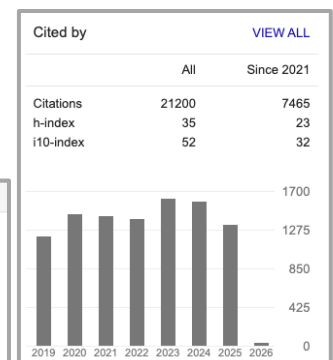 Cited by VIEW ALL
All Since 2021
Citations 21200 7465
h-index 35 23
i10-index 52 32
1700
1275
850
425
0
2019 2020 2021 2022 2023 2024 2025 2026